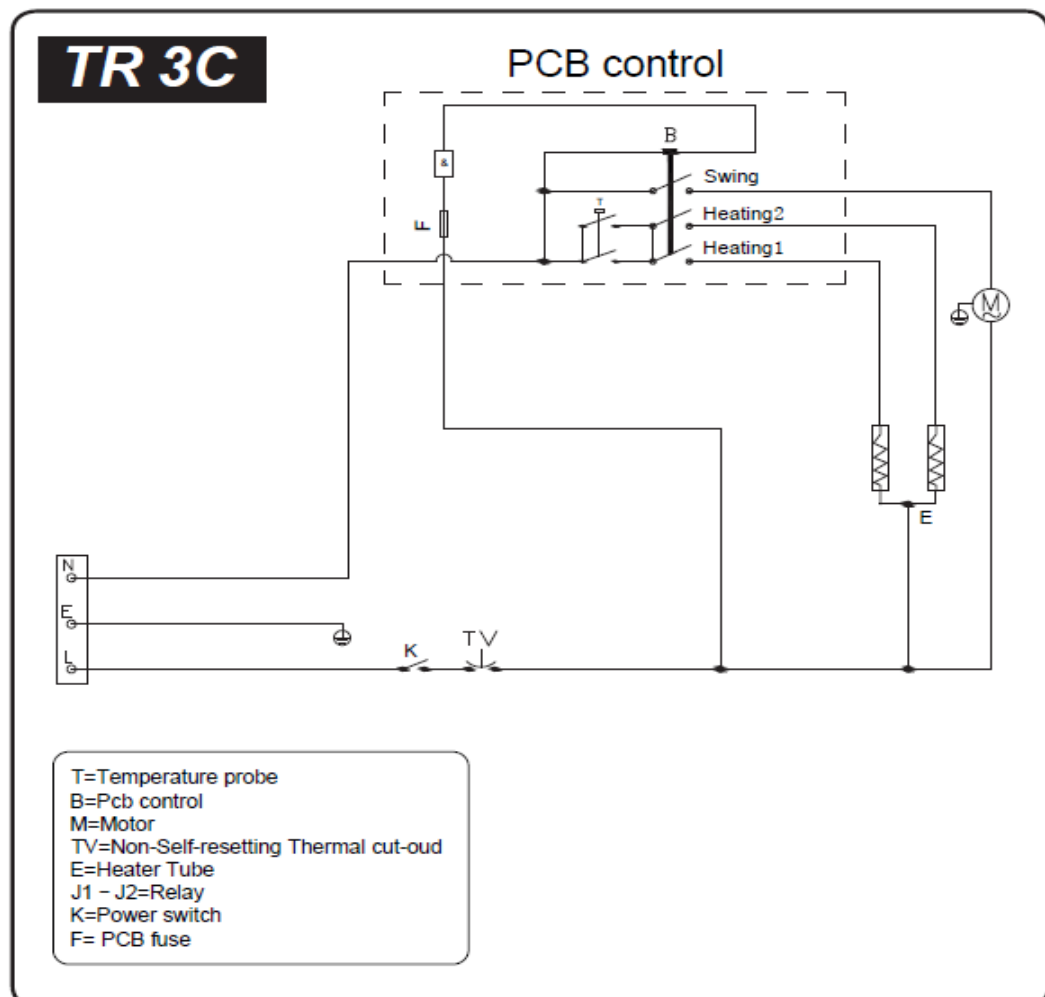 TR 3C
PCB control
B
&
Swing
T
F
Heating2
Heating1
M
E
N
E
TV
K
L
T=Temperature probe
B=Pcb control
M=Motor
TV=Non-Self-resetting Thermal cut-oud
E=Heater Tube
J1 - J2=Relay
K=Power switch
F= PCB fuse